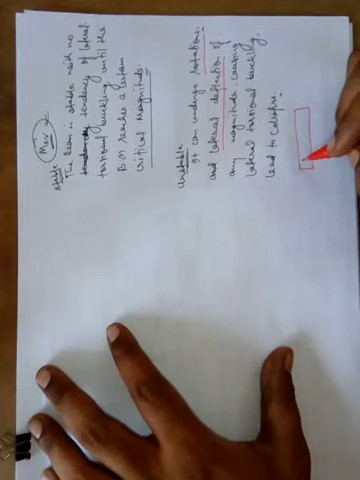 Mcr
Stable
The beam is stable with no
tendency of lateral
torsional buckling until the
BM reaches a certain
critical magnitude.
Unstable
It can undergo rotation
and lateral deflection of
any magnitude, causing
lateral torsional buckling.
Lead to collapse.